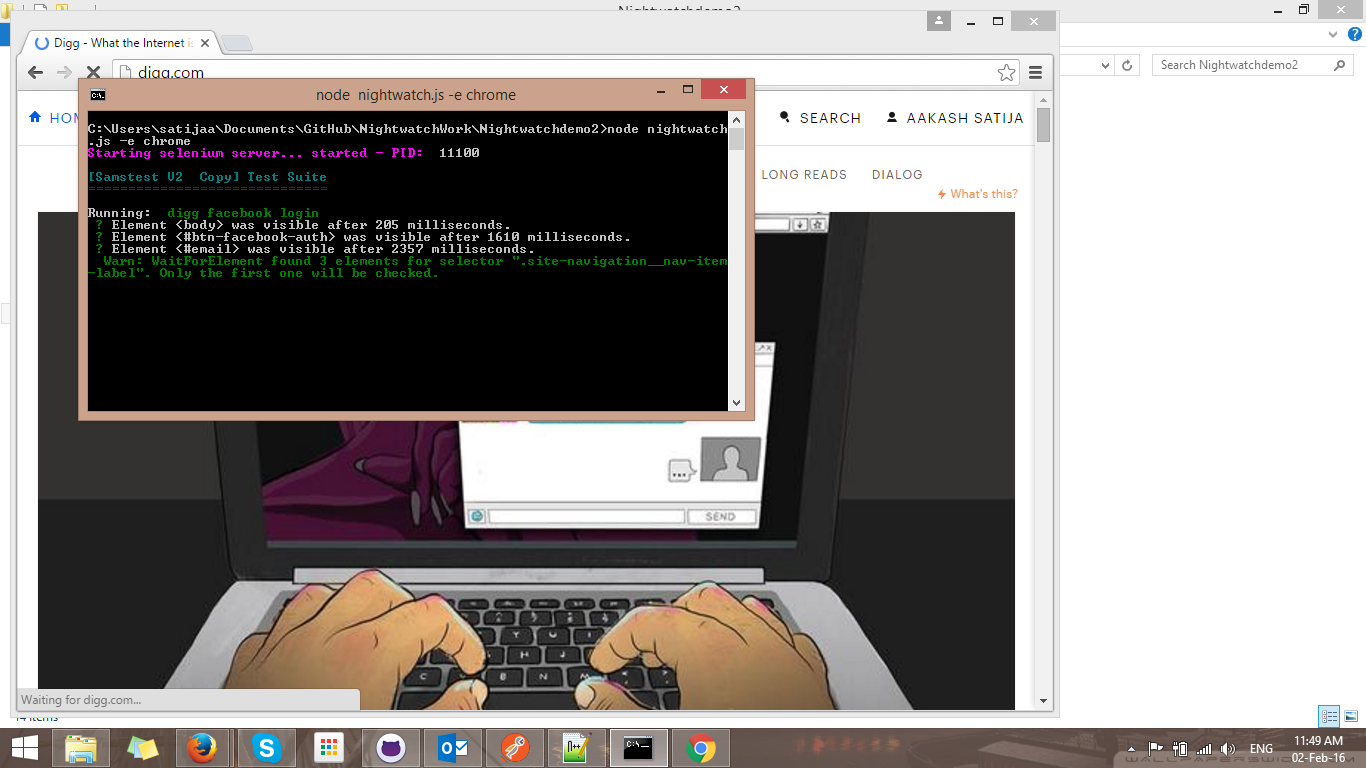 Digg - What the Internet is
digg.com
Search Nightwatchdemo2
node  nightwatch.js -e chrome
C:\Users\satijaa\Documents\GitHub\NightwatchWork\Nightwatchdemo2>node nightwatch
.js -e chrome
Starting selenium server... started - PID:  11100
[Samstest V2  Copy] Test Suite
==============================
Running:  digg facebook login
? Element <body> was visible after 205 milliseconds.
? Element <#btn-facebook-auth> was visible after 1610 milliseconds.
? Element <#email> was visible after 2357 milliseconds.
Warn: WaitForElement found 3 elements for selector ".site-navigation__nav-item
-label". Only the first one will be checked.
SEARCH
AAKASH SATIJA
LONG READS
DIALOG
What's this?
SEND
Waiting for digg.com...
14 items
ENG
11:49 AM
02-Feb-16